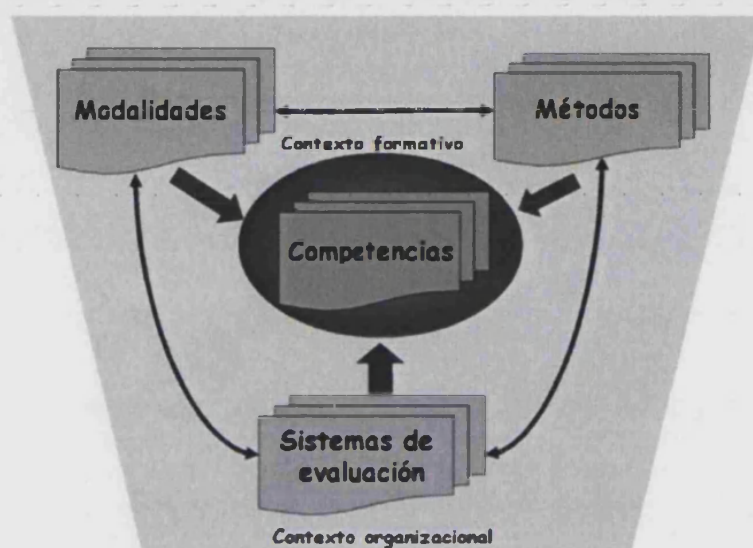 Modalidades
Métodos
Contexto formativo
Competencias
Sistemas de
evaluación
Contexto organizacional